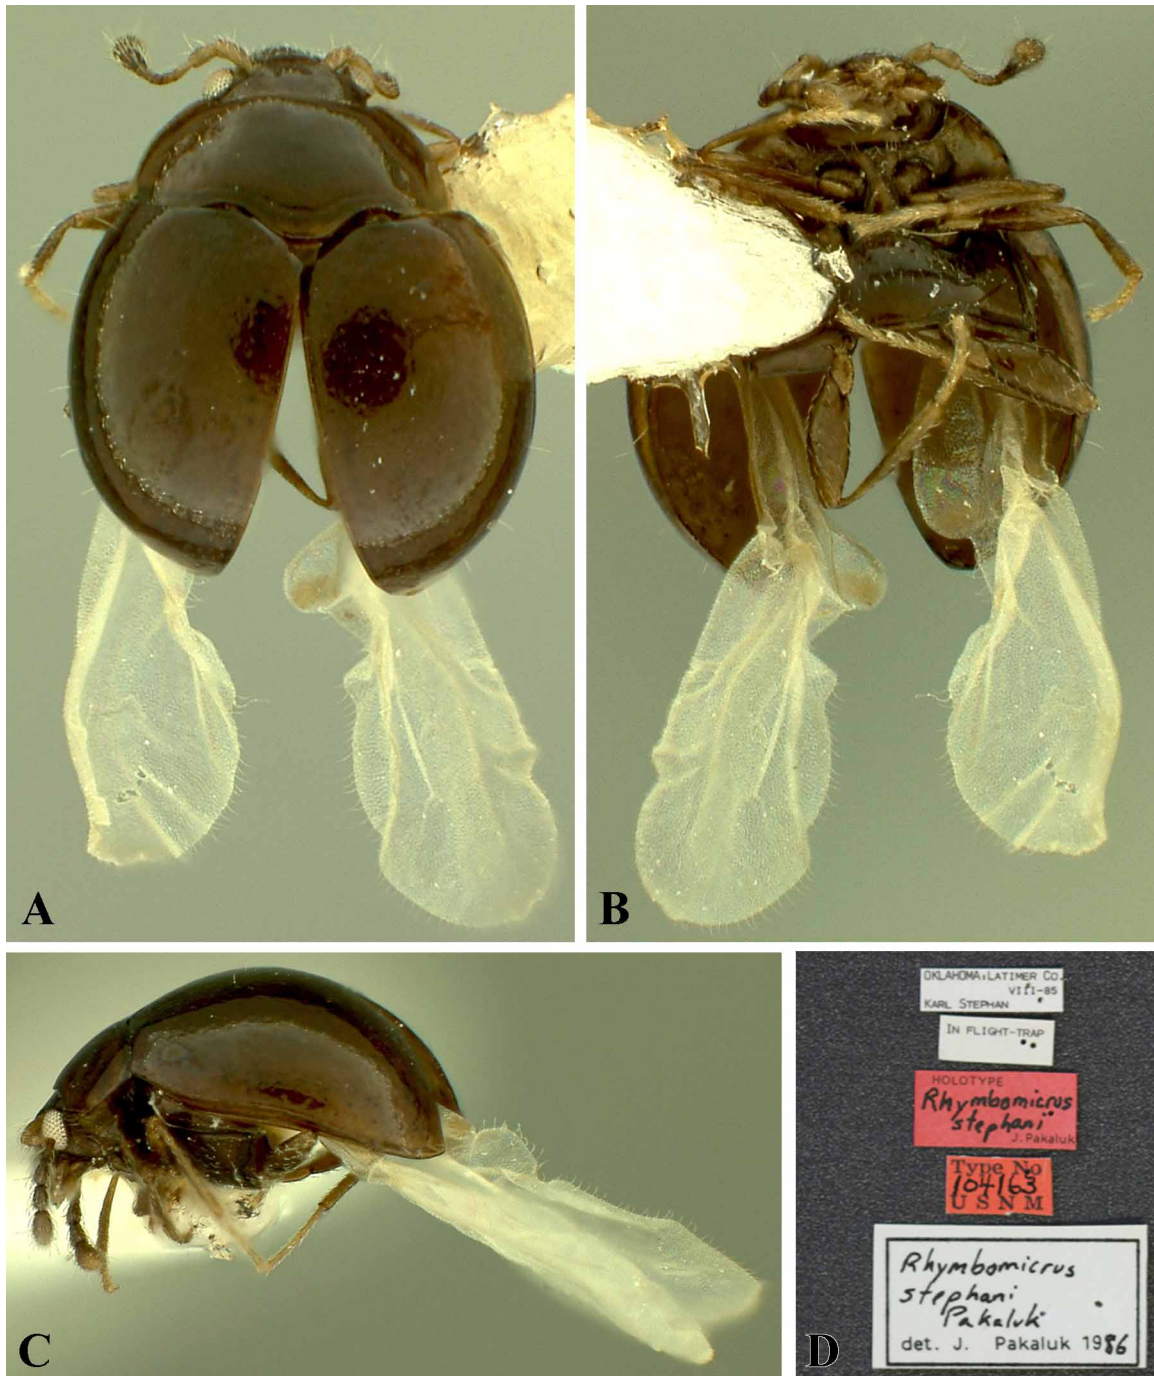 A
B
C
OKLAHOMA:LATIMER CO.
VIII-85
KARL STEPHAN
IN FLIGHT-TRAP
HOLOTYPE
Rhymbomicrus
stephani
J. Pakaluk
Type No
104163
U S N M
Rhymbomicrus
stephani
Pakaluk
det. J. Pakaluk 1986
D